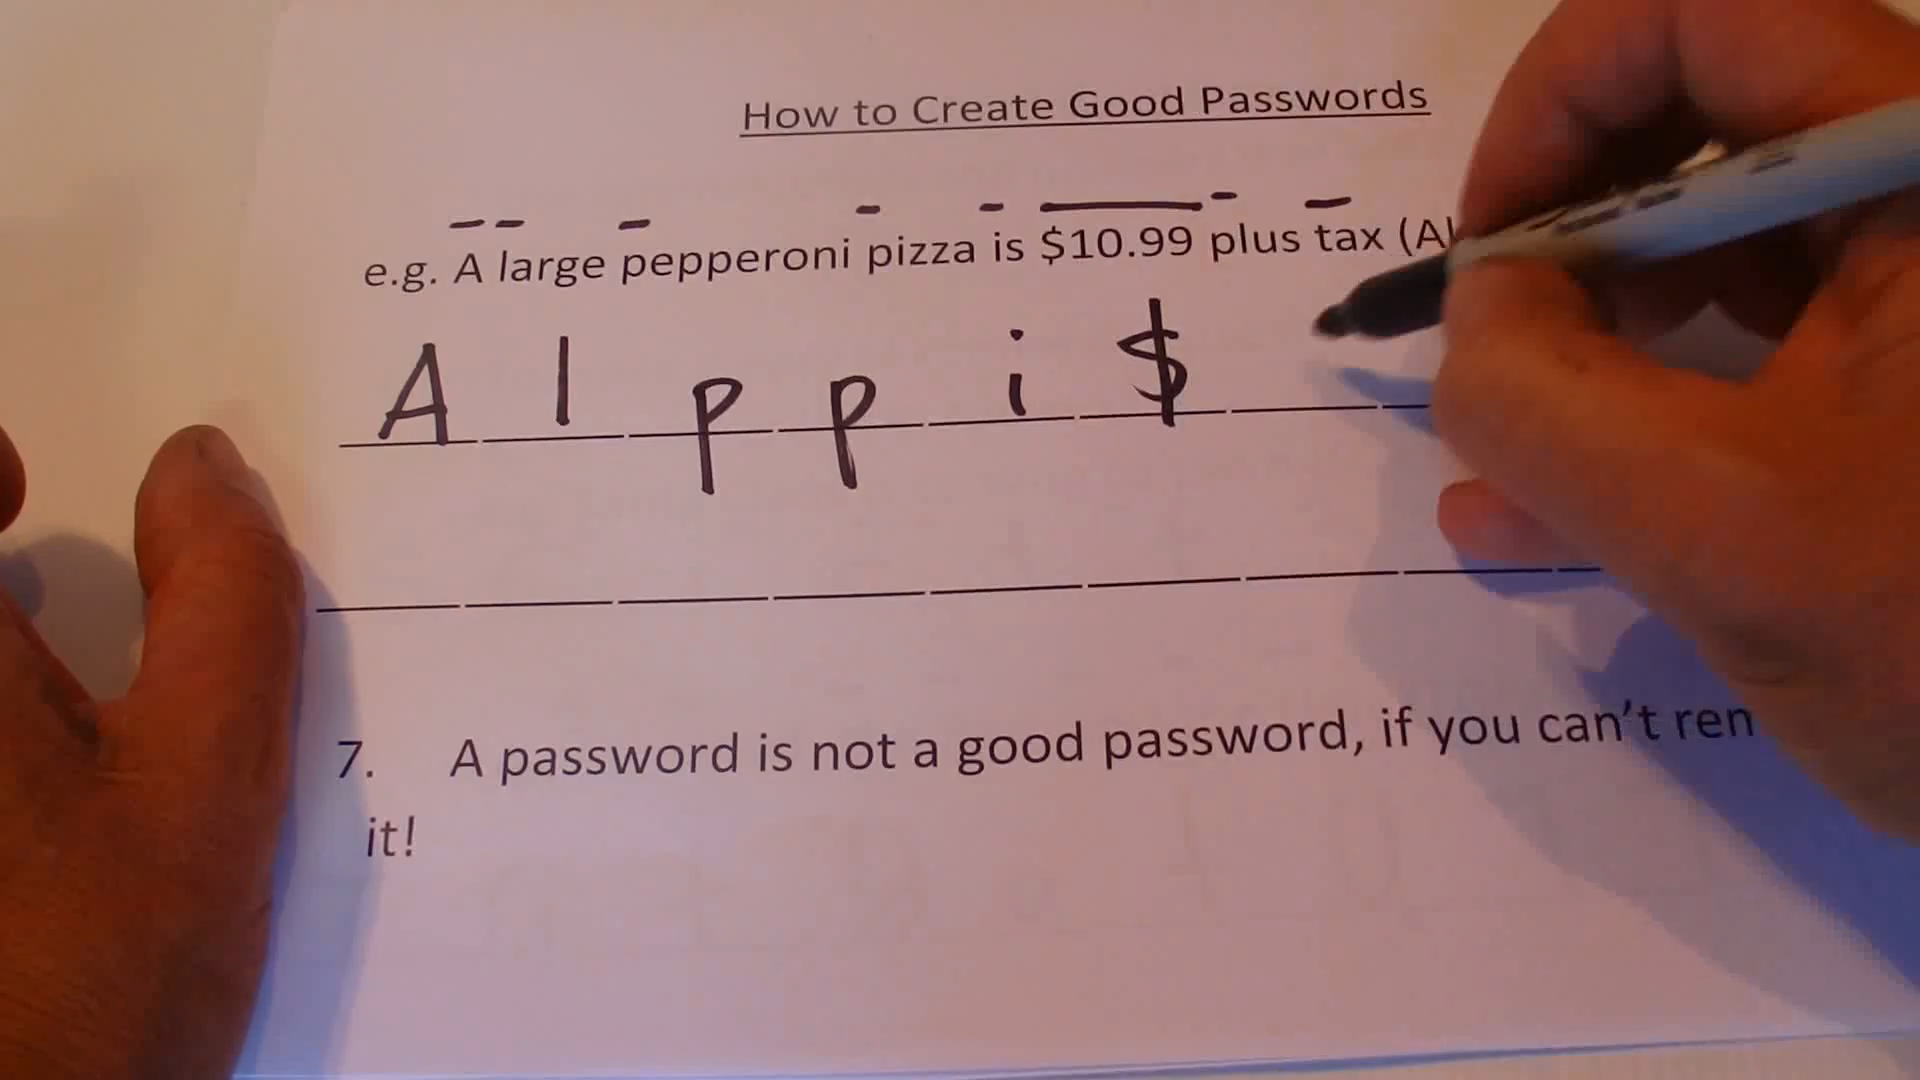 How to Create Good Passwords
e.g. A large pepperoni pizza is $10.99 plus tax (Al
A l p p i $
7. A password is not a good password, if you can't
it!